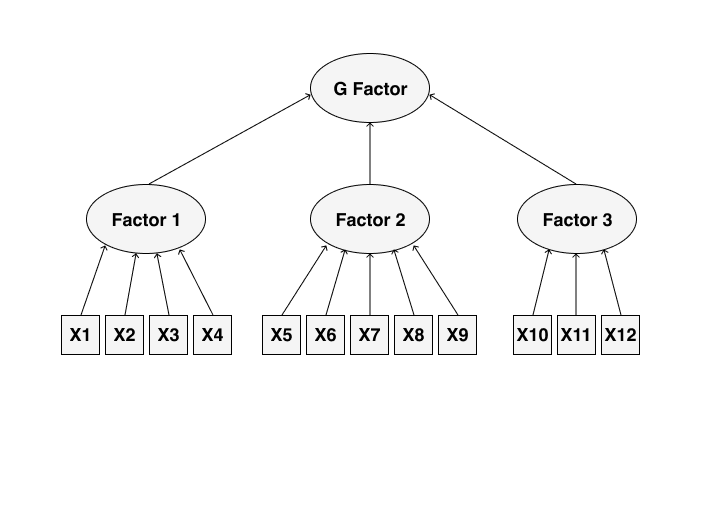 G Factor
Factor 1 Factor 2 Factor 3
X1 X2 X3 X4 X5 X6 X7 X8 X9 X10 X11 X12